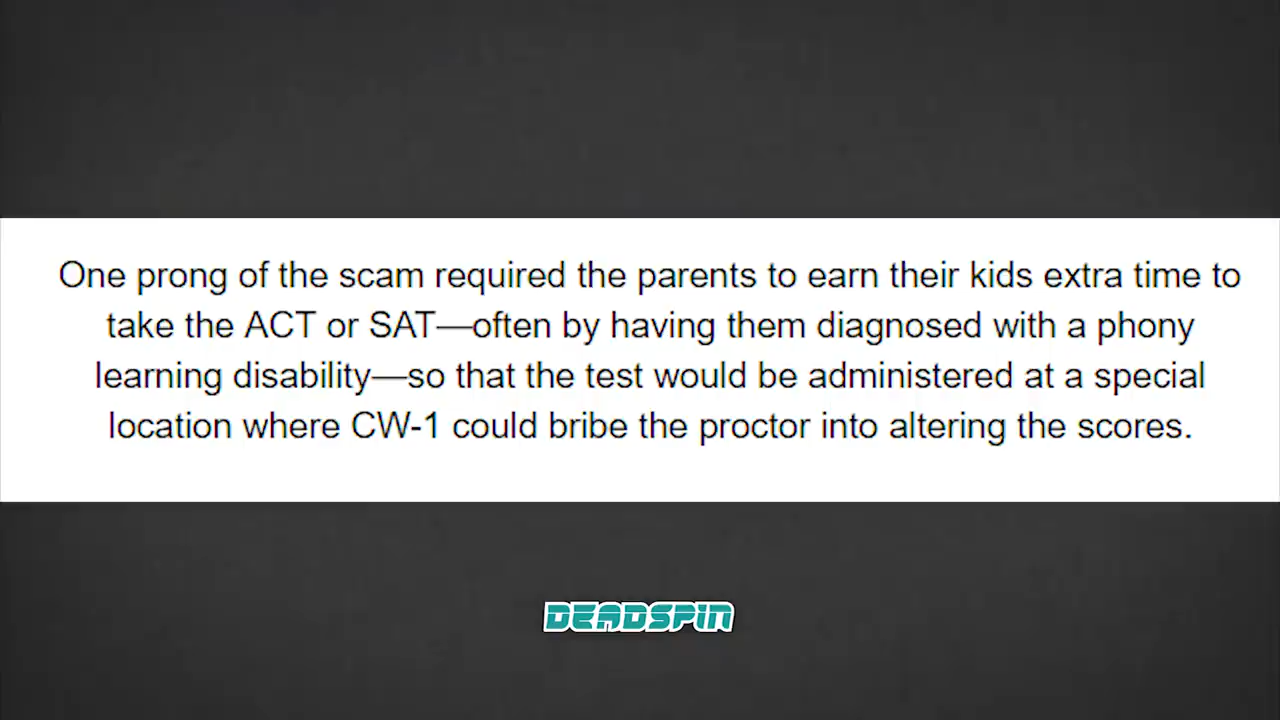 One prong of the scam required the parents to earn their kids extra time to
take the ACT or SAT—often by having them diagnosed with a phony
learning disability—so that the test would be administered at a special
location where CW-1 could bribe the proctor into altering the scores.
DEADSPIN